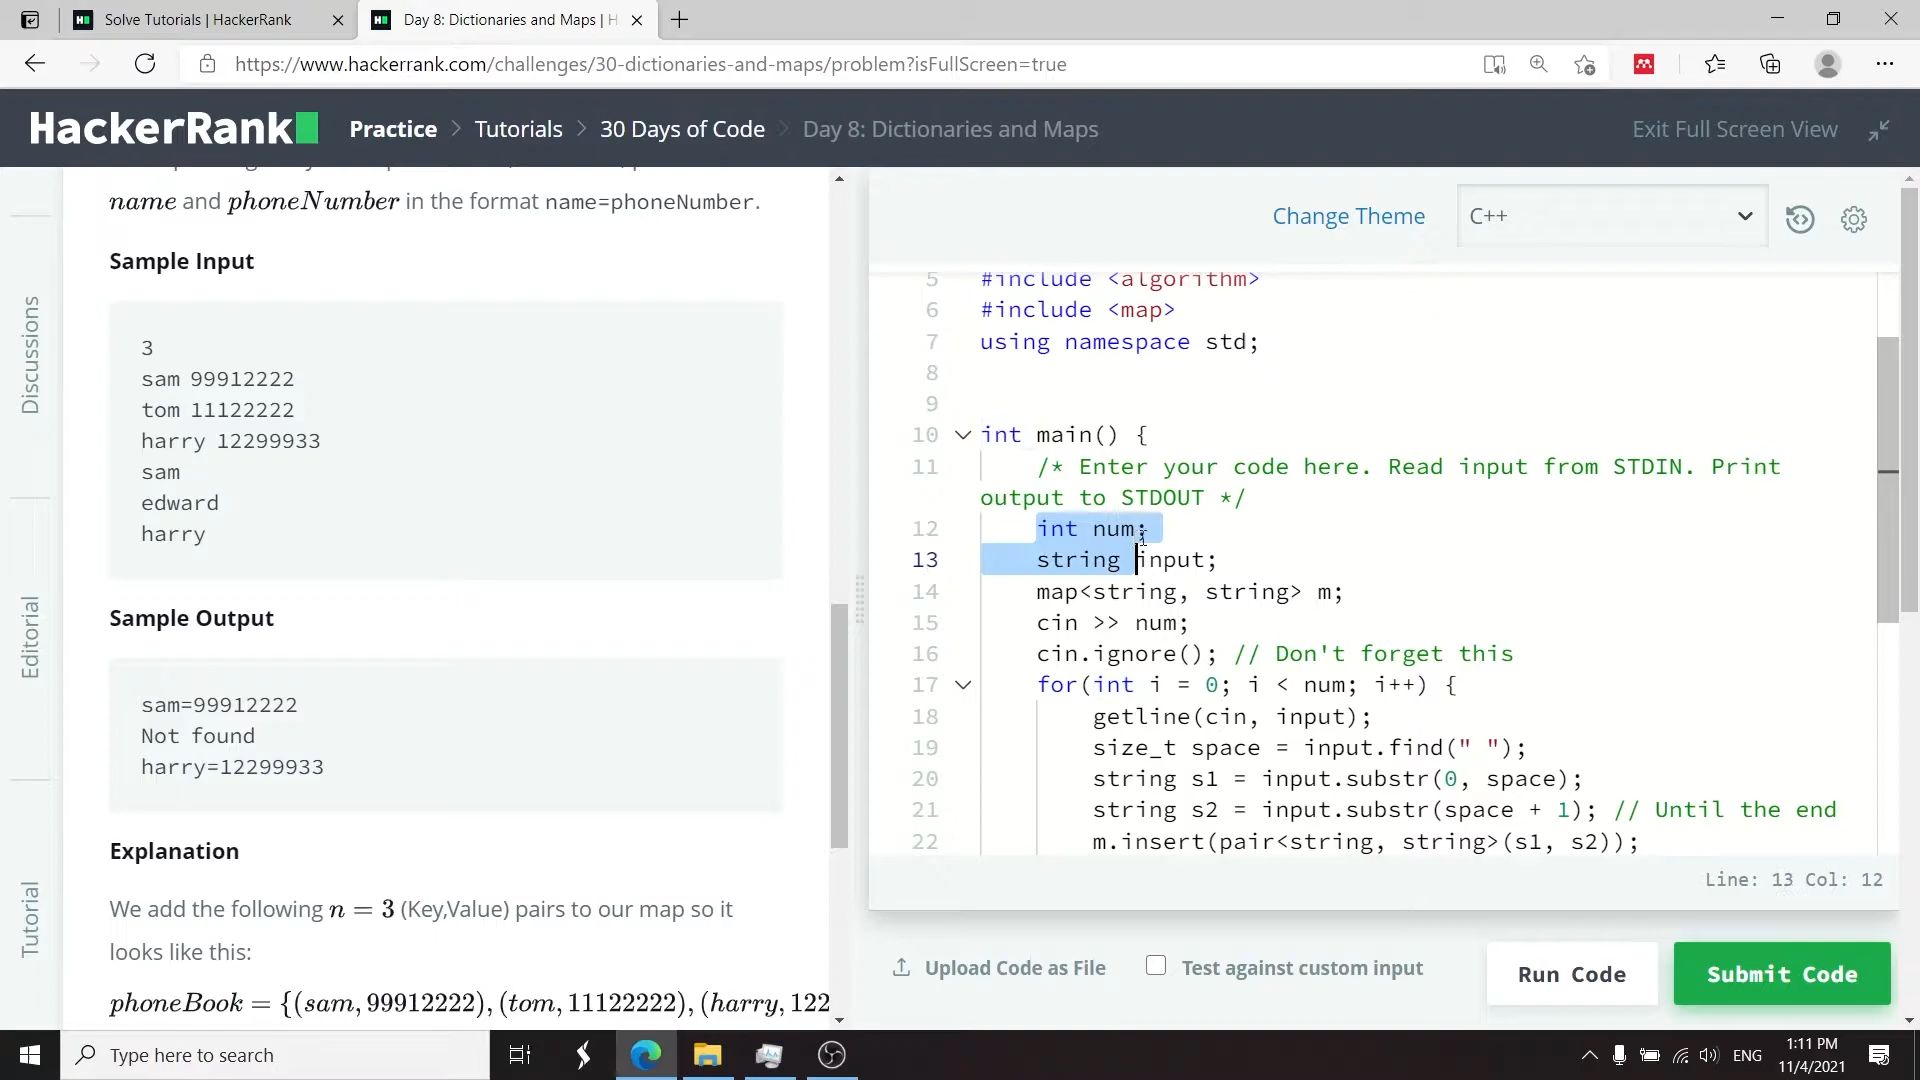 Solve Tutorials | HackerRank
Day 8: Dictionaries and Maps | H
https://www.hackerrank.com/challenges/30-dictionaries-and-maps/problem?isFullScreen=true
HackerRank
Practice > Tutorials > 30 Days of Code > Day 8: Dictionaries and Maps
Exit Full Screen View
Discussions
Editorial
Tutorial
name and phoneNumber in the format name=phoneNumber.
Sample Input
3
sam 99912222
tom 11122222
harry 12299933
sam
edward
harry
Sample Output
sam=99912222
Not found
harry=12299933
Explanation
We add the following n = 3 (Key,Value) pairs to our map so it
looks like this:
phoneBook = {(sam, 99912222), (tom, 11122222), (harry, 122
Change Theme
C++
5 #include <algorithm>
6 #include <map>
7 using namespace std;
8
9
10 int main() {
11 /* Enter your code here. Read input from STDIN. Print
output to STDOUT */
12 int num;
13 string input;
14 map<string, string> m;
15 cin >> num;
16 cin.ignore(); // Don't forget this
17 for(int i = 0; i < num; i++) {
18 getline(cin, input);
19 size_t space = input.find(" ");
20 string s1 = input.substr(0, space);
21 string s2 = input.substr(space + 1); // Until the end
22 m.insert(pair<string, string>(s1, s2));
Line: 13 Col: 12
Upload Code as File
Test against custom input
Run Code
Submit Code
Type here to search
ENG
1:11 PM
11/4/2021